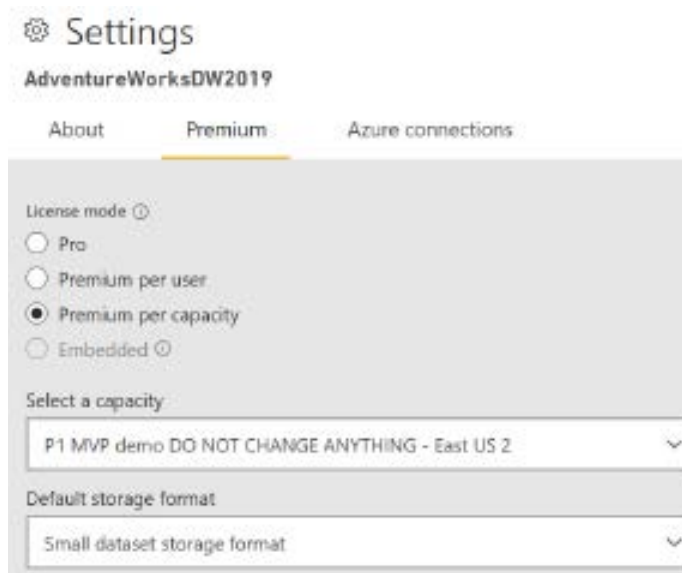 Settings
AdventureWorksDW2019
About Premium Azure connections
License mode
Pro
Premium per user
Premium per capacity
Embedded
Select a capacity
P1 MVP demo DO NOT CHANGE ANYTHING - East US 2
Default storage format
Small dataset storage format